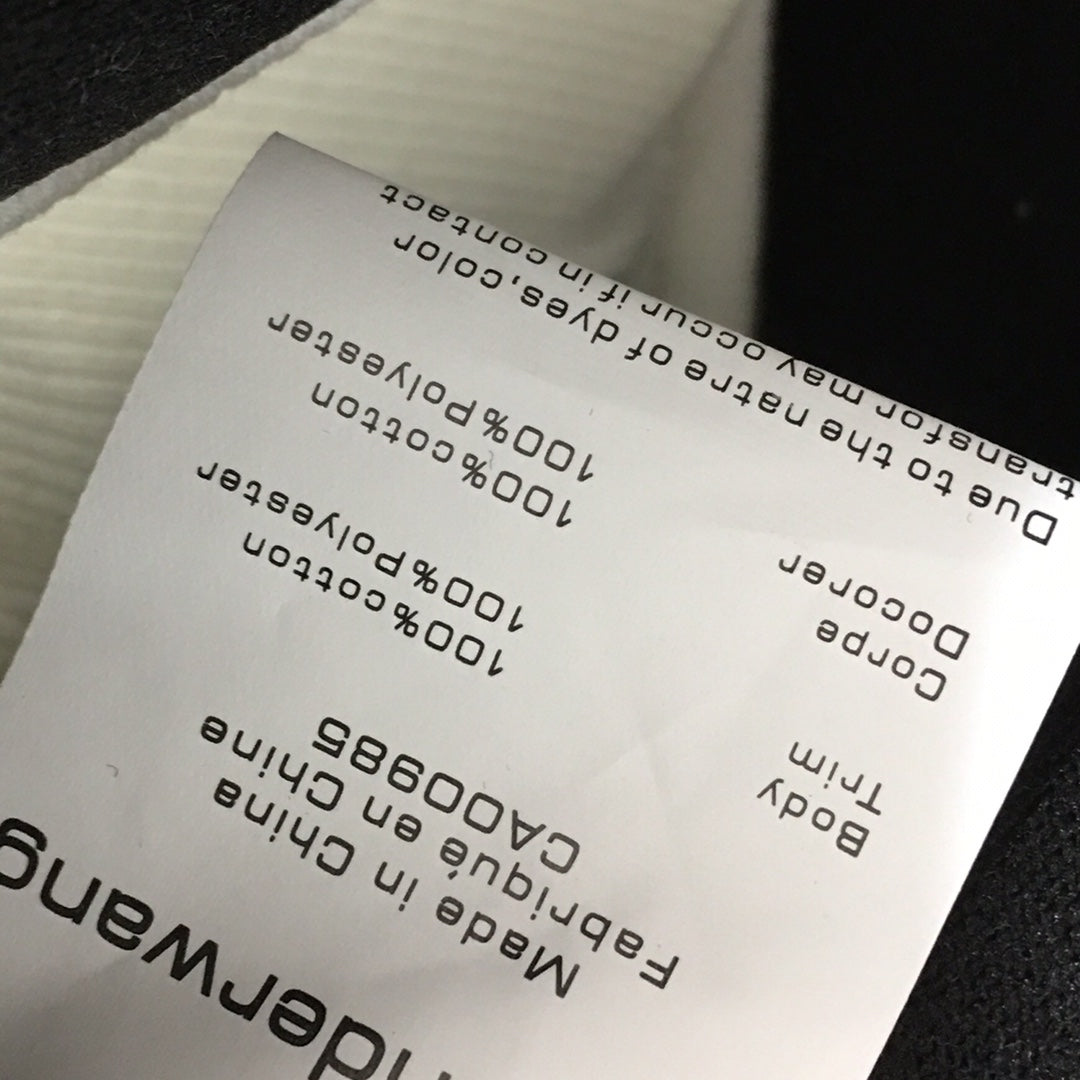 nderwang
Made in China
Fabriqué en Chine
CA00985
Body 100%cotton
Trim 100%Polyester
Corpe 100%cotton
Docorer 100%Polyester
Due to the natre of dyes,color
transfor may occur if in contact